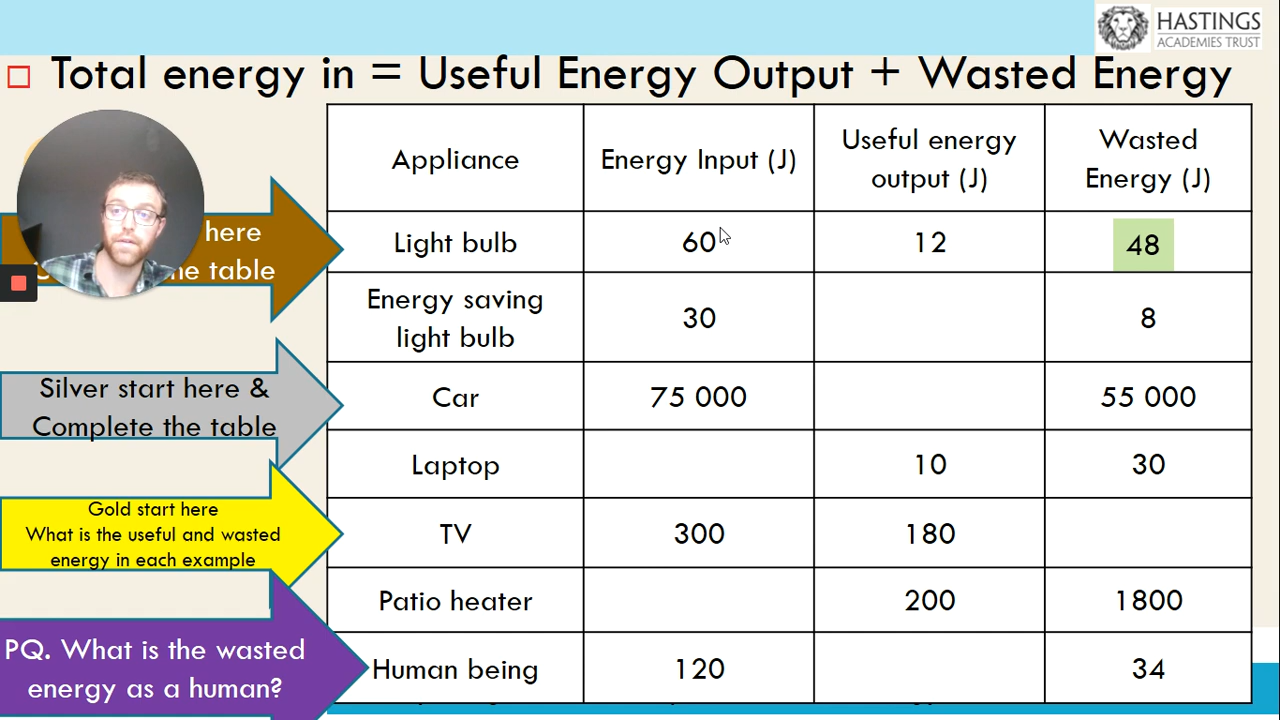 HASTINGS
ACADEMIES TRUST
Total energy in = Useful Energy Output + Wasted Energy
Appliance Energy Input (J) Useful energy output (J) Wasted Energy (J)
Light bulb 60 12 48
Energy saving light bulb 30 8
Car 75 000 55 000
Laptop 10 30
TV 300 180
Patio heater 200 1800
Human being 120 34
here
the table
Silver start here &
Complete the table
Gold start here
What is the useful and wasted
energy in each example
PQ. What is the wasted
energy as a human?